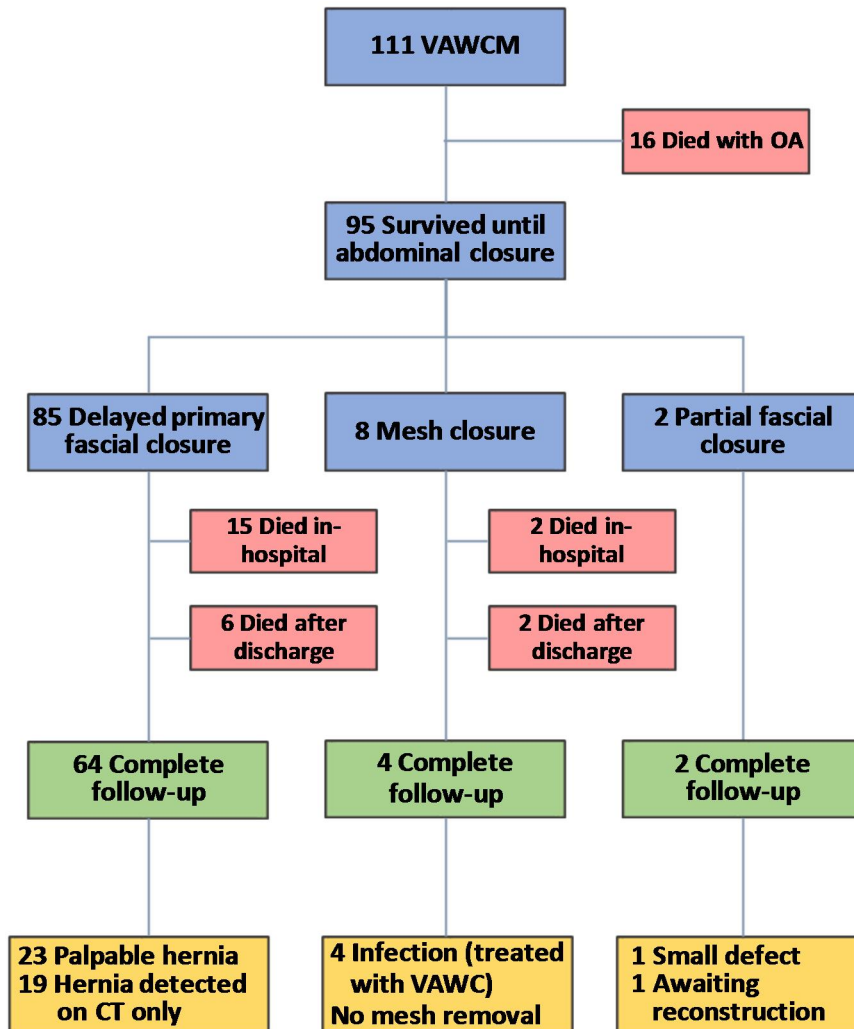 111 VAWCM
16 Died with OA
95 Survived until
abdominal closure
85 Delayed primary
fascial closure
8 Mesh closure
2 Partial fascial
closure
15 Died in-
hospital
2 Died in-
hospital
6 Died after
discharge
2 Died after
discharge
64 Complete
follow-up
4 Complete
follow-up
2 Complete
follow-up
23 Palpable hernia
19 Hernia detected
on CT only
4 Infection (treated
with VAWC)
No mesh removal
1 Small defect
1 Awaiting
reconstruction